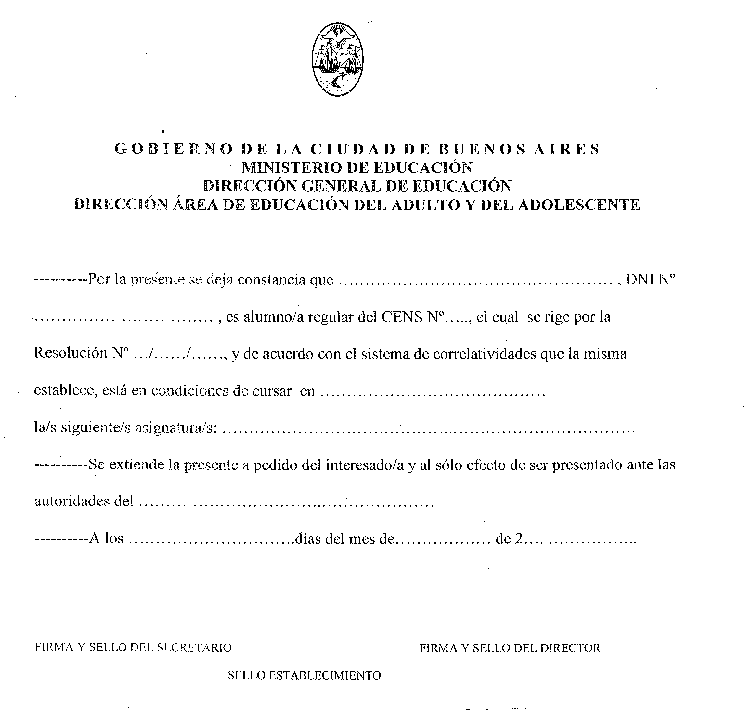 GOBIERNO DE LA CIUDAD DE BUENOS AIRES
MINISTERIO DE EDUCACIÓN
DIRECCIÓN GENERAL DE EDUCACIÓN
DIRECCIÓN ÁREA DE EDUCACIÓN DEL ADULTO Y DEL ADOLESCENTE
----------Por la presente se deja constancia que ………………………………………………, DNI Nº
…………………………………, es alumno/a regular del CENS Nº….., el cual se rige por la
Resolución Nº …/……/……, y de acuerdo con el sistema de correlatividades que la misma
establece, está en condiciones de cursar en ……………………………………
la/s siguiente/s asignatura/s: …………………………………………………………………………
----------Se extiende la presente a pedido del interesado/a y al sólo efecto de ser presentado ante las
autoridades del ……………………………………………………
----------A los …………………………días del mes de……………… de 2……………………
FIRMA Y SELLO DEL SECRETARIO FIRMA Y SELLO DEL DIRECTOR
SELLO ESTABLECIMIENTO